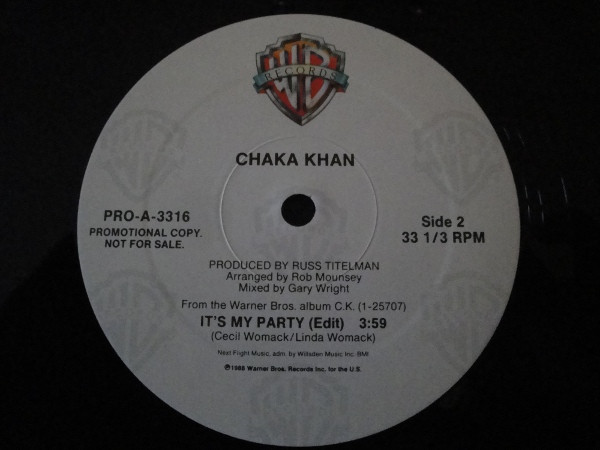 WB
RECORDS
CHAKA KHAN
PRO-A-3316
PROMOTIONAL COPY.
NOT FOR SALE.
Side 2
33 1/3 RPM
PRODUCED BY RUSS TITELMAN
Arranged by Rob Mounsey
Mixed by Gary Wright
From the Warner Bros. album C.K. (1-25707)
IT'S MY PARTY (Edit) 3:59
(Cecil Womack/Linda Womack)
Next Flight Music, adm. by Willsden Music Inc. BMI
℗1988 Warner Bros. Records Inc. for the U.S.